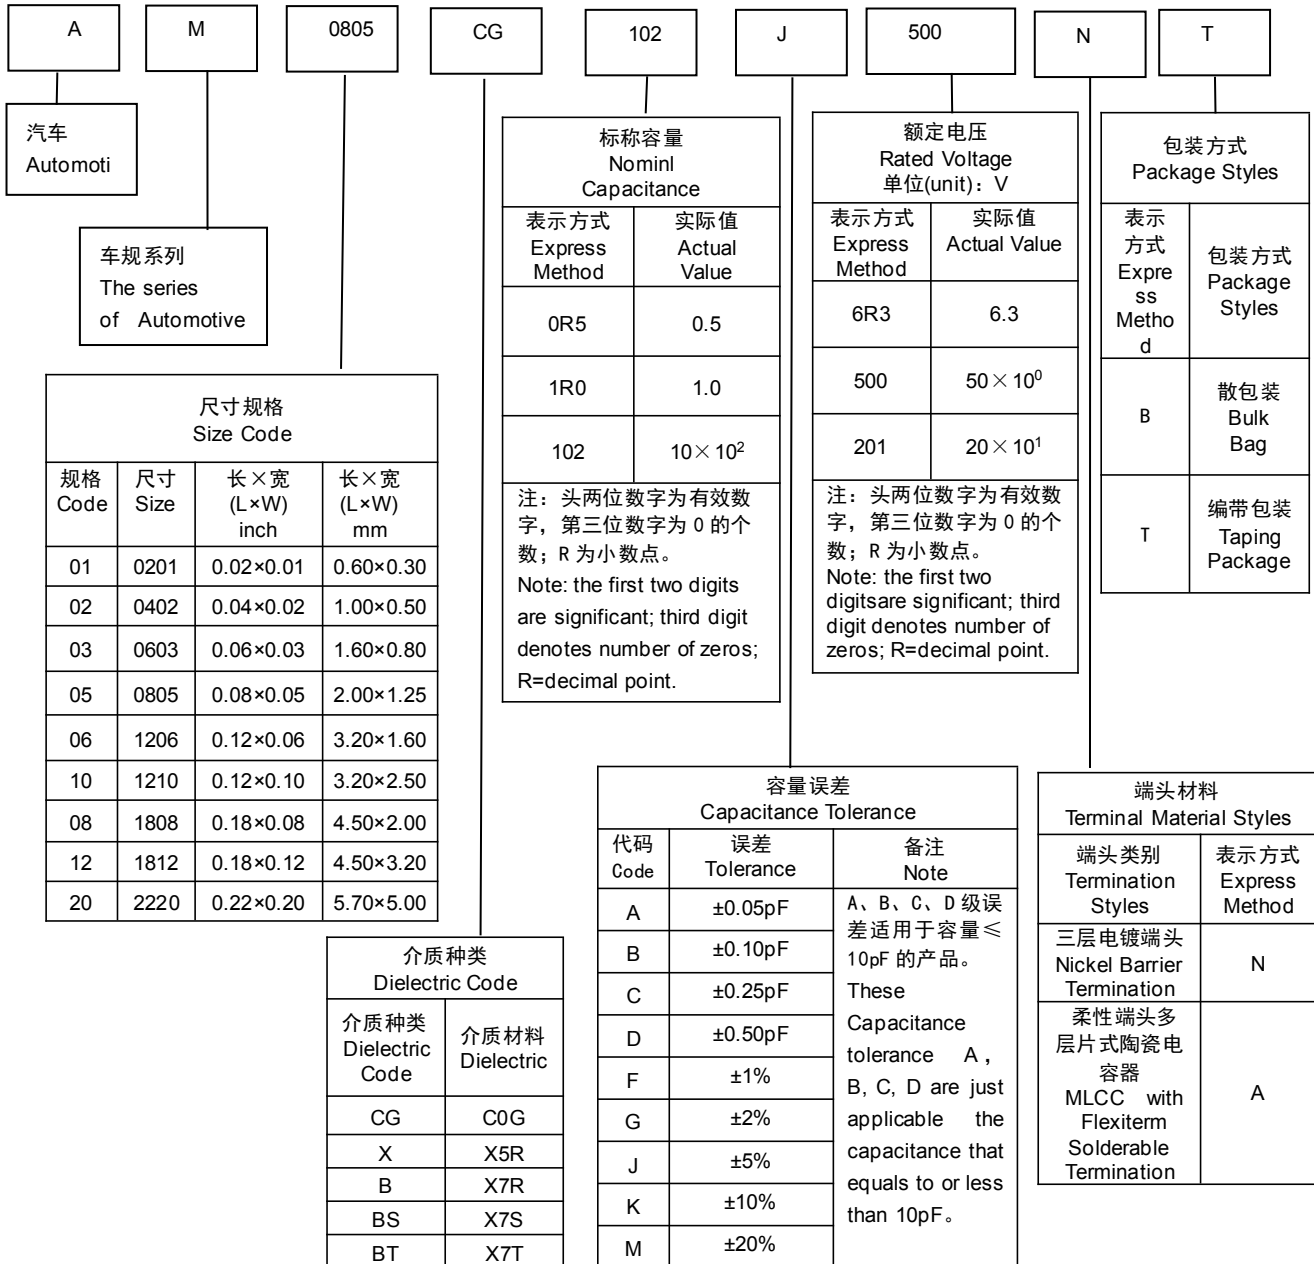 A M 0805 CG 102 J 500 N T
汽车
Automoti
车规系列
The series
of Automotive
尺寸规格
Size Code
规格 尺寸 长×宽 长×宽
Code Size (L×W) (L×W)
inch mm
01 0201 0.02×0.01 0.60×0.30
02 0402 0.04×0.02 1.00×0.50
03 0603 0.06×0.03 1.60×0.80
05 0805 0.08×0.05 2.00×1.25
06 1206 0.12×0.06 3.20×1.60
10 1210 0.12×0.10 3.20×2.50
08 1808 0.18×0.08 4.50×2.00
12 1812 0.18×0.12 4.50×3.20
20 2220 0.22×0.20 5.70×5.00
介质种类
Dielectric Code
介质种类
Dielectric
Code
介质材料
Dielectric
CG C0G
X X5R
B X7R
BS X7S
BT X7T
标称容量
Nominl
Capacitance
表示方式 实际值
Express Actual
Method Value
0R5 0.5
1R0 1.0
102 10×10²
注：头两位数字为有效数
字，第三位数字为 0 的个
数；R 为小数点。
Note: the first two digits
are significant; third digit
denotes number of zeros;
R=decimal point.
容量误差
Capacitance Tolerance
代码 误差 备注
Code Tolerance Note
A ±0.05pF
B ±0.10pF
C ±0.25pF
D ±0.50pF
F ±1%
G ±2%
J ±5%
K ±10%
M ±20%
A、B、C、D 级误
差适用于容量≤
10pF 的产品。
These
Capacitance
tolerance A，
B, C, D are just
applicable the
capacitance that
equals to or less
than 10pF。
额定电压
Rated Voltage
单位(unit)：V
表示方式 实际值
Express Actual Value
Method
6R3 6.3
500 50×10⁰
201 20×10¹
注：头两位数字为有效数
字，第三位数字为 0 的个
数；R 为小数点。
Note: the first two
digitsare significant; third
digit denotes number of
zeros; R=decimal point.
端头材料
Terminal Material Styles
端头类别 表示方式
Termination Express
Styles Method
三层电镀端头
Nickel Barrier N
Termination
柔性端头多
层片式陶瓷电
容器
MLCC with A
Flexiterm
Solderable
Termination
包装方式
Package Styles
表示
方式
Expre
ss
Metho
d
包装方式
Package
Styles
散包装
B Bulk
Bag
编带包装
T Taping
Package